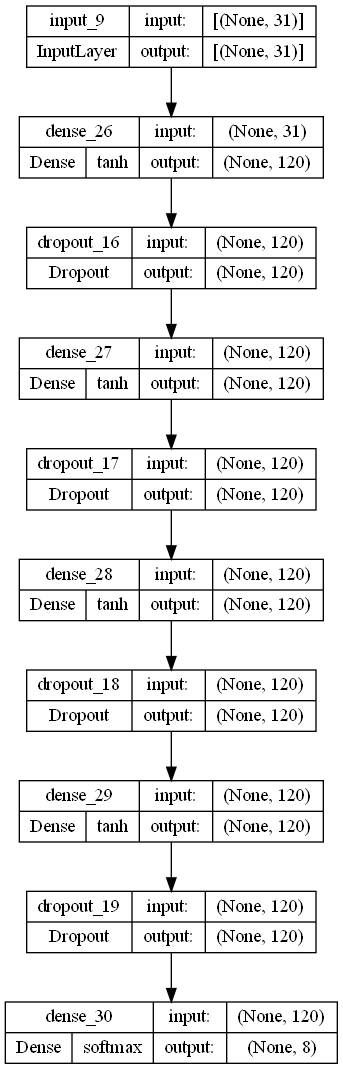 input_9 input: [(None, 31)]
InputLayer output: [(None, 31)]
dense_26 input: (None, 31)
Dense tanh output: (None, 120)
dropout_16 input: (None, 120)
Dropout output: (None, 120)
dense_27 input: (None, 120)
Dense tanh output: (None, 120)
dropout_17 input: (None, 120)
Dropout output: (None, 120)
dense_28 input: (None, 120)
Dense tanh output: (None, 120)
dropout_18 input: (None, 120)
Dropout output: (None, 120)
dense_29 input: (None, 120)
Dense tanh output: (None, 120)
dropout_19 input: (None, 120)
Dropout output: (None, 120)
dense_30 input: (None, 120)
Dense softmax output: (None, 8)